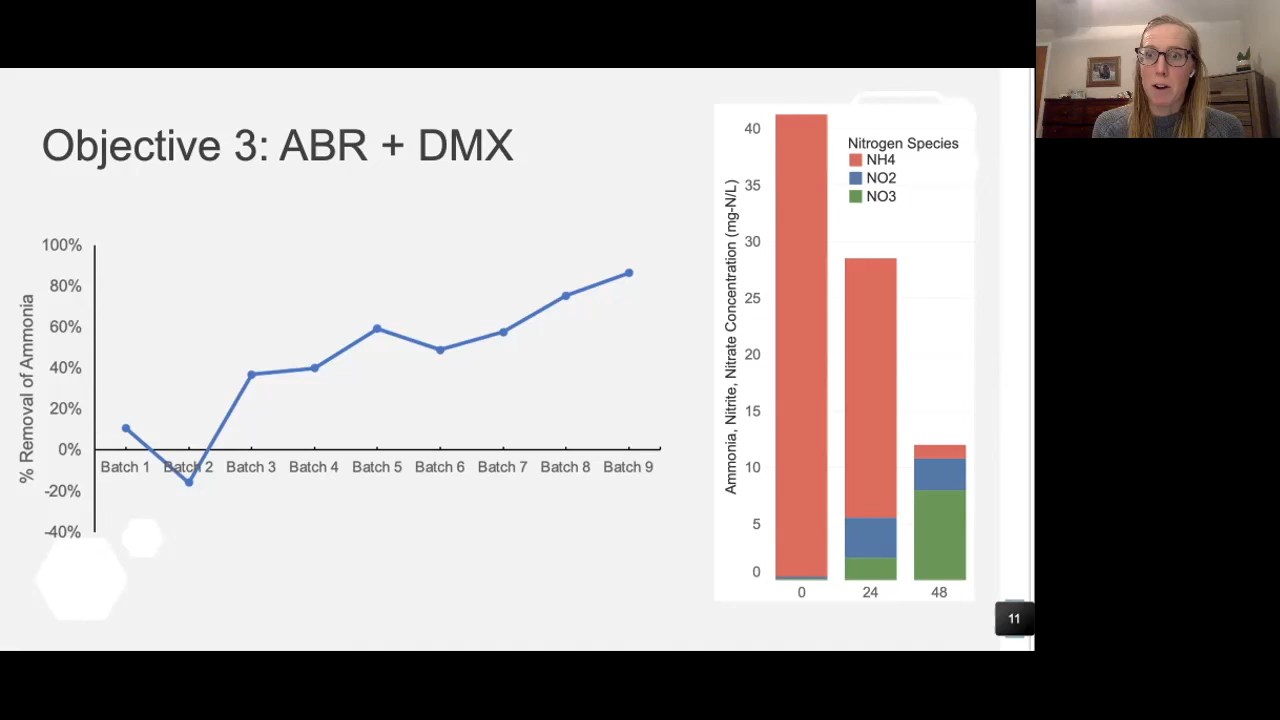 Objective 3: ABR + DMX
% Removal of Ammonia
100%
80%
60%
40%
20%
0%
-20%
-40%
Batch 1 Batch 2 Batch 3 Batch 4 Batch 5 Batch 6 Batch 7 Batch 8 Batch 9
Ammonia, Nitrite, Nitrate Concentration (mg-N/L)
40
35
30
25
20
15
10
5
0
0 24 48
Nitrogen Species
NH4
NO2
NO3
11